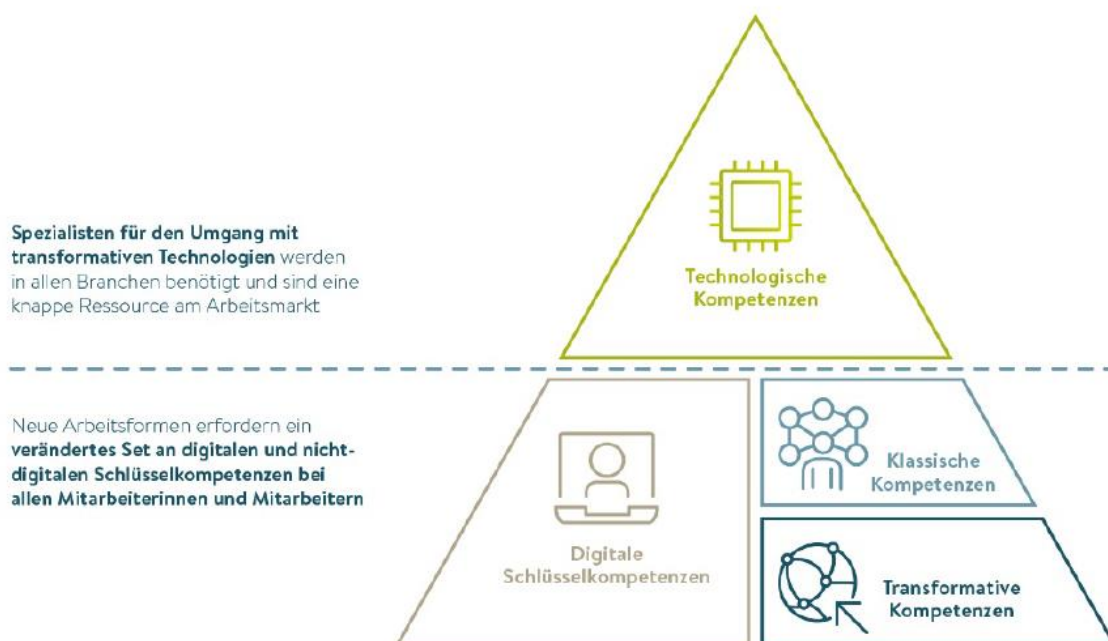 Spezialisten für den Umgang mit
transformativen Technologien werden
in allen Branchen benötigt und sind eine
knappe Ressource am Arbeitsmarkt
Technologische
Kompetenzen
Neue Arbeitsformen erfordern ein
verändertes Set an digitalen und nicht-
digitalen Schlüsselkompetenzen bei
allen Mitarbeiterinnen und Mitarbeitern
Digitale
Schlüsselkompetenzen
Klassische
Kompetenzen
Transformative
Kompetenzen